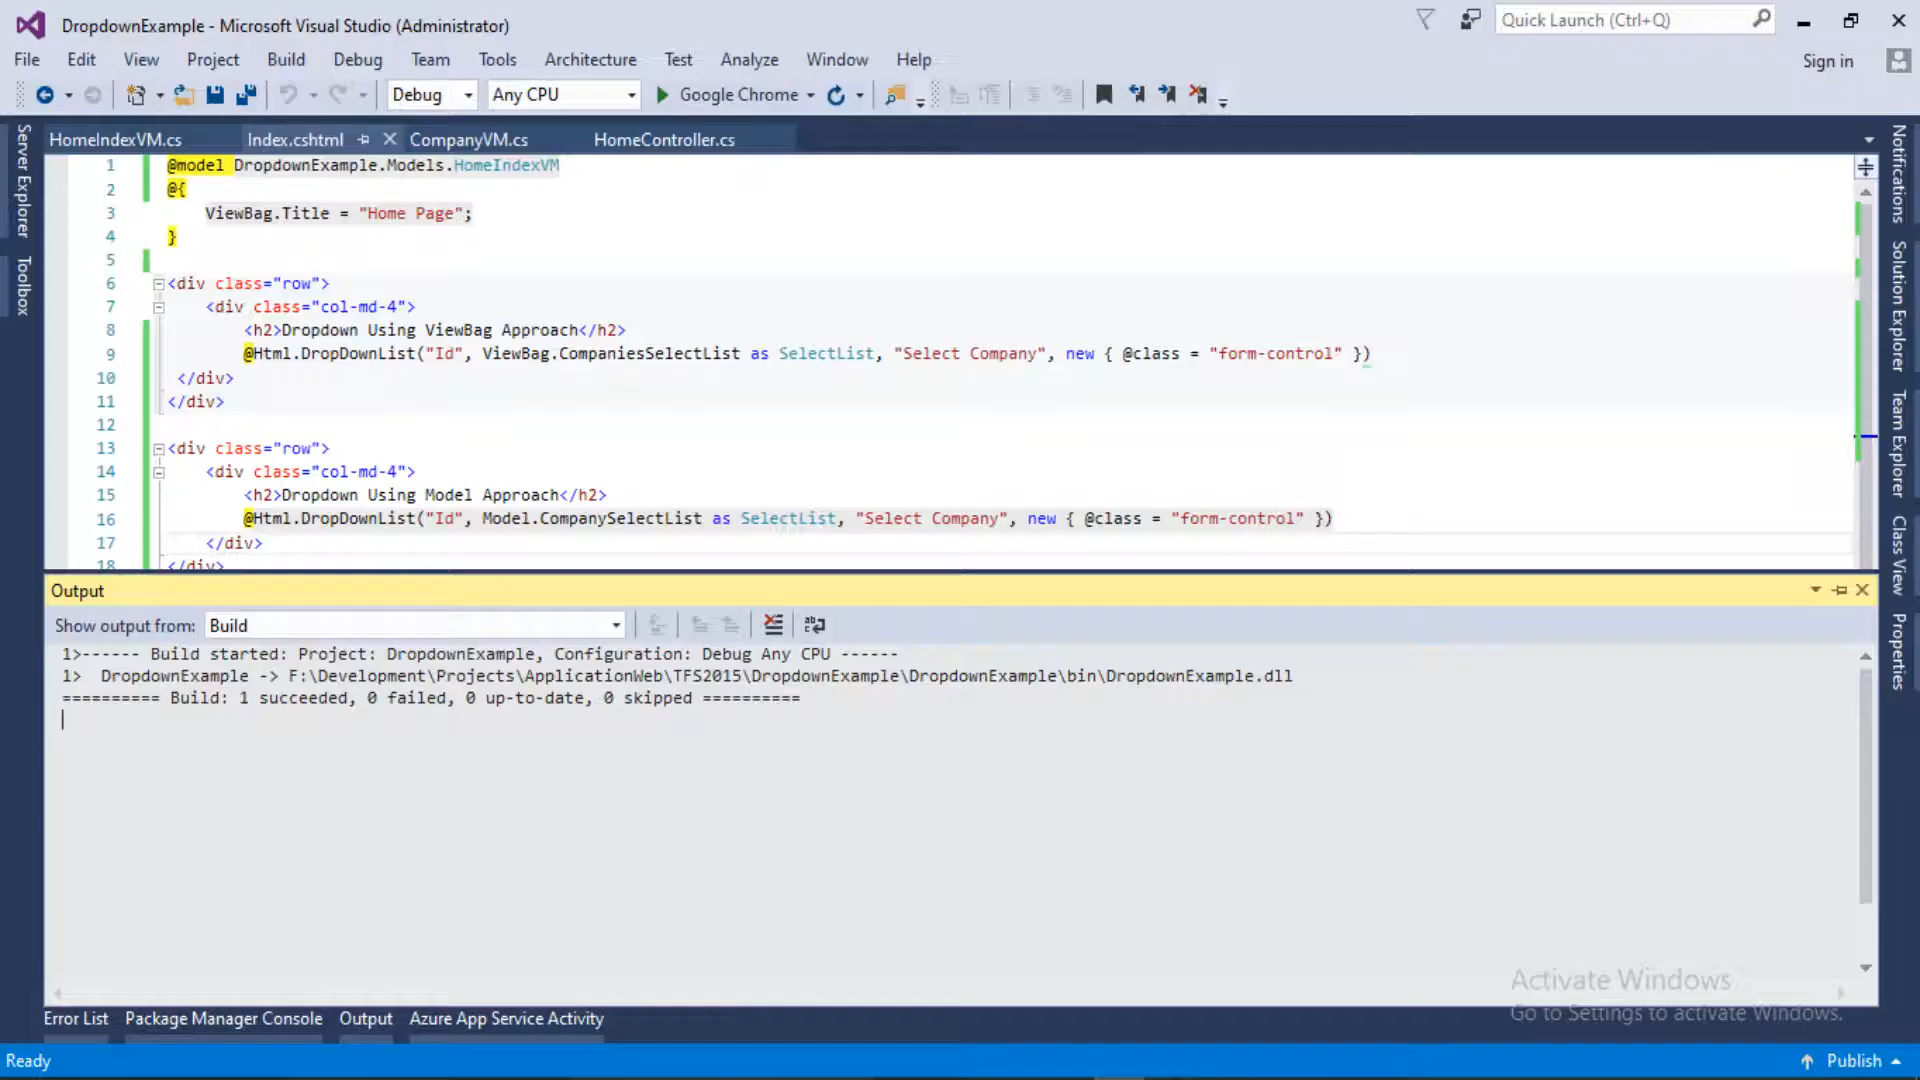 DropdownExample - Microsoft Visual Studio (Administrator)
Quick Launch (Ctrl+Q)
File Edit View Project Build Debug Team Tools Architecture Test Analyze Window Help
Sign in
Debug Any CPU Google Chrome
HomeIndexVM.cs Index.cshtml CompanyVM.cs HomeController.cs
Server Explorer
Toolbox
1 @model DropdownExample.Models.HomeIndexVM
2 @{
3 ViewBag.Title = "Home Page";
4 }
5
6 <div class="row">
7 <div class="col-md-4">
8 <h2>Dropdown Using ViewBag Approach</h2>
9 @Html.DropDownList("Id", ViewBag.CompaniesSelectList as SelectList, "Select Company", new { @class = "form-control" })
10 </div>
11 </div>
12
13 <div class="row">
14 <div class="col-md-4">
15 <h2>Dropdown Using Model Approach</h2>
16 @Html.DropDownList("Id", Model.CompanySelectList as SelectList, "Select Company", new { @class = "form-control" })
17 </div>
18 </div>
Notifications
Solution Explorer
Team Explorer
Class View
Properties
Output
Show output from: Build
1>------ Build started: Project: DropdownExample, Configuration: Debug Any CPU ------
1> DropdownExample -> F:\Development\Projects\ApplicationWeb\TFS2015\DropdownExample\DropdownExample\bin\DropdownExample.dll
========== Build: 1 succeeded, 0 failed, 0 up-to-date, 0 skipped ==========
Activate Windows
Go to Settings to activate Windows.
Error List Package Manager Console Output Azure App Service Activity
Ready
Publish